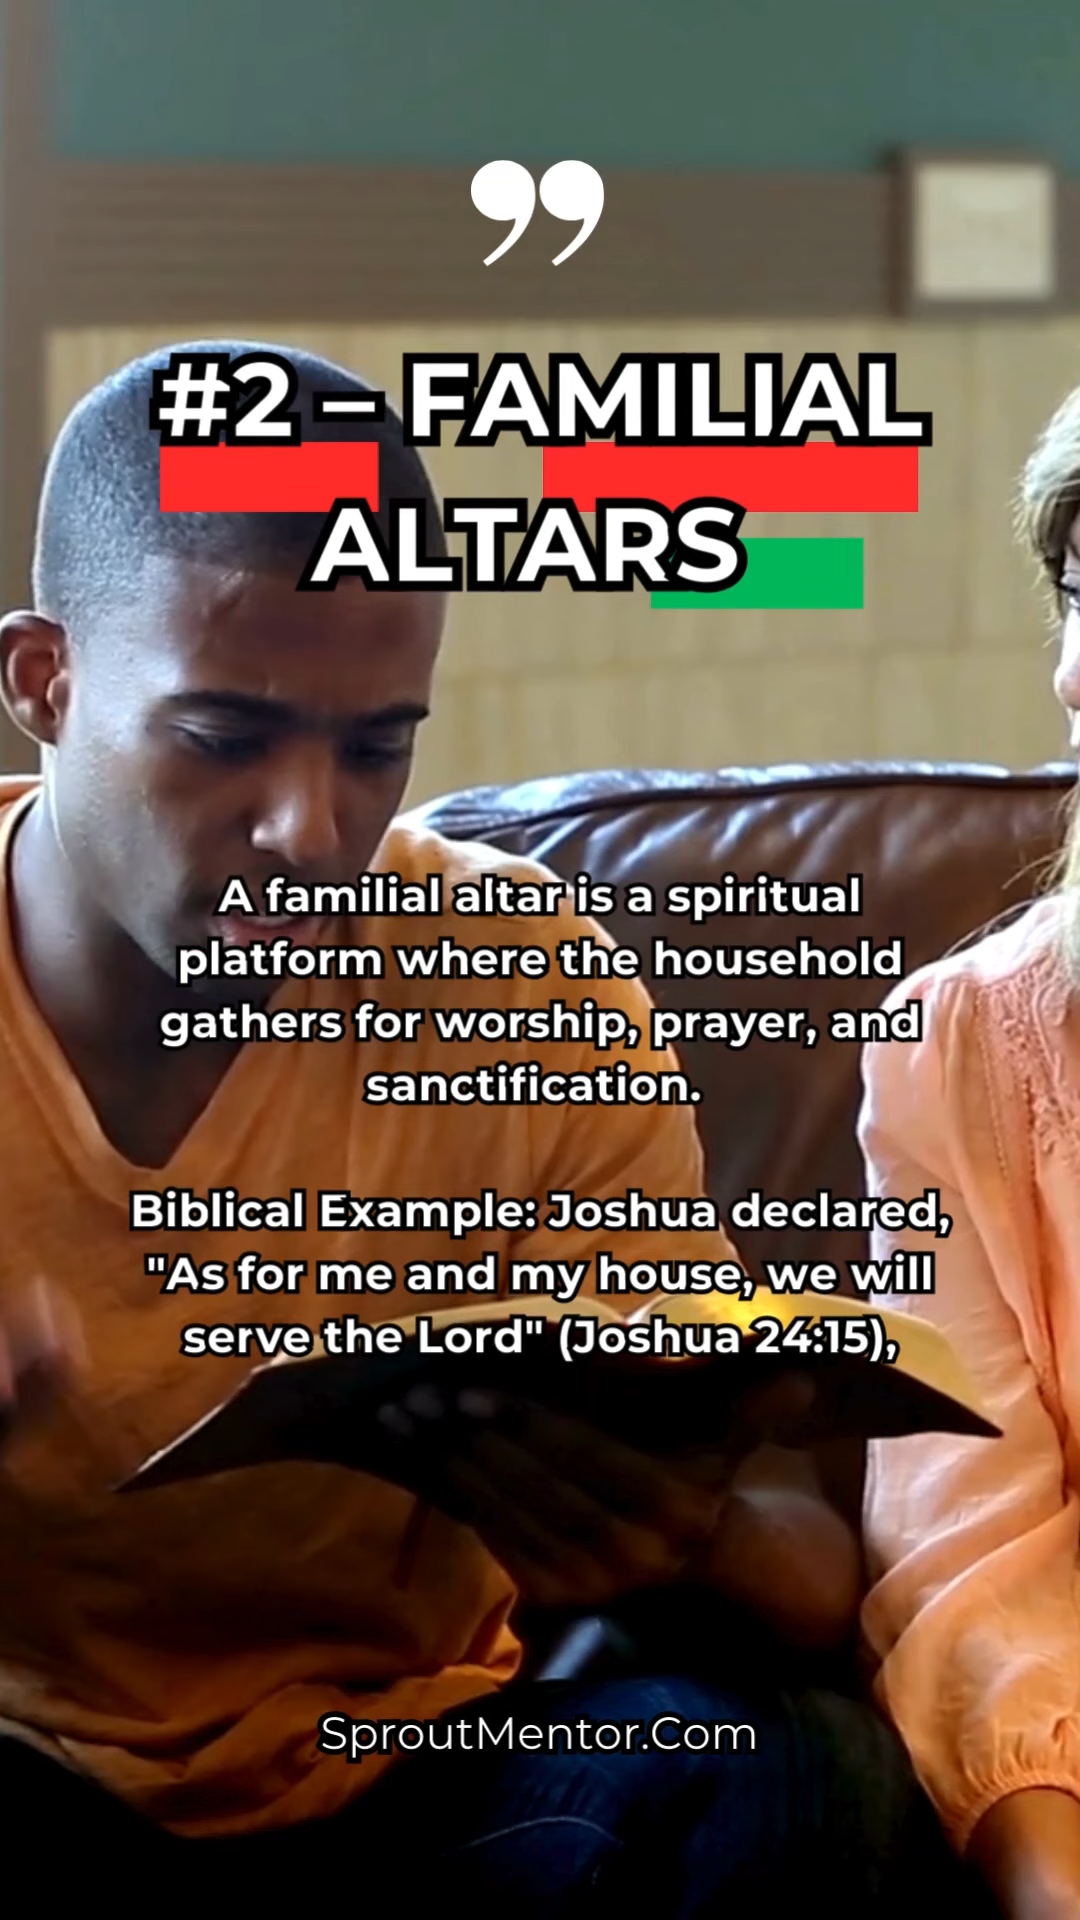 ”
#2 – FAMILIAL
ALTARS
A familial altar is a spiritual
platform where the household
gathers for worship, prayer, and
sanctification.
Biblical Example: Joshua declared,
"As for me and my house, we will
serve the Lord" (Joshua 24:15),
SproutMentor.Com